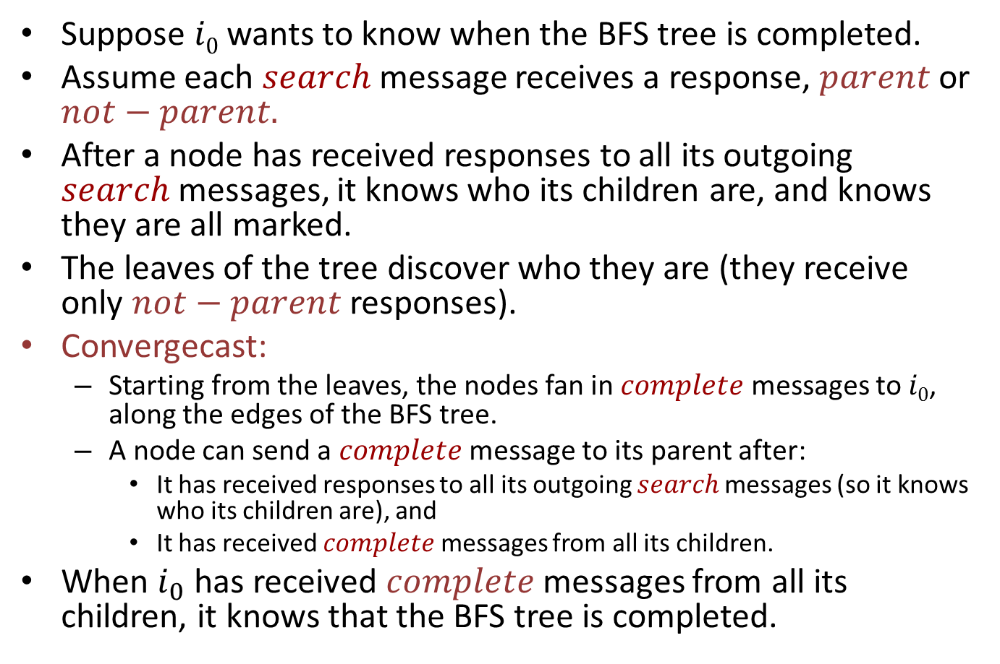 • Suppose i₀ wants to know when the BFS tree is completed.
• Assume each search message receives a response, parent or
not − parent.
• After a node has received responses to all its outgoing
search messages, it knows who its children are, and knows
they are all marked.
• The leaves of the tree discover who they are (they receive
only not − parent responses).
• Convergecast:
– Starting from the leaves, the nodes fan in complete messages to i₀,
along the edges of the BFS tree.
– A node can send a complete message to its parent after:
• It has received responses to all its outgoing search messages (so it knows
who its children are), and
• It has received complete messages from all its children.
• When i₀ has received complete messages from all its
children, it knows that the BFS tree is completed.